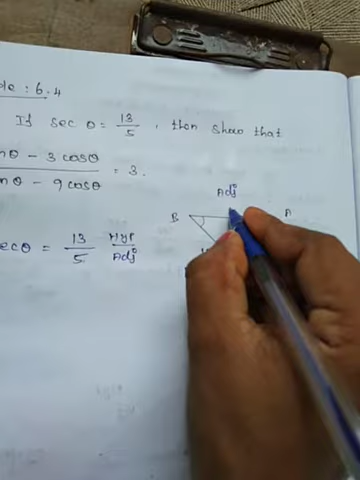 le : 6.4
If sec θ = 13/5 , then show that
nθ - 3 cosθ / nθ - 9 cosθ = 3.
Adj
B A
ecθ = 13/5 Hyp/Adj